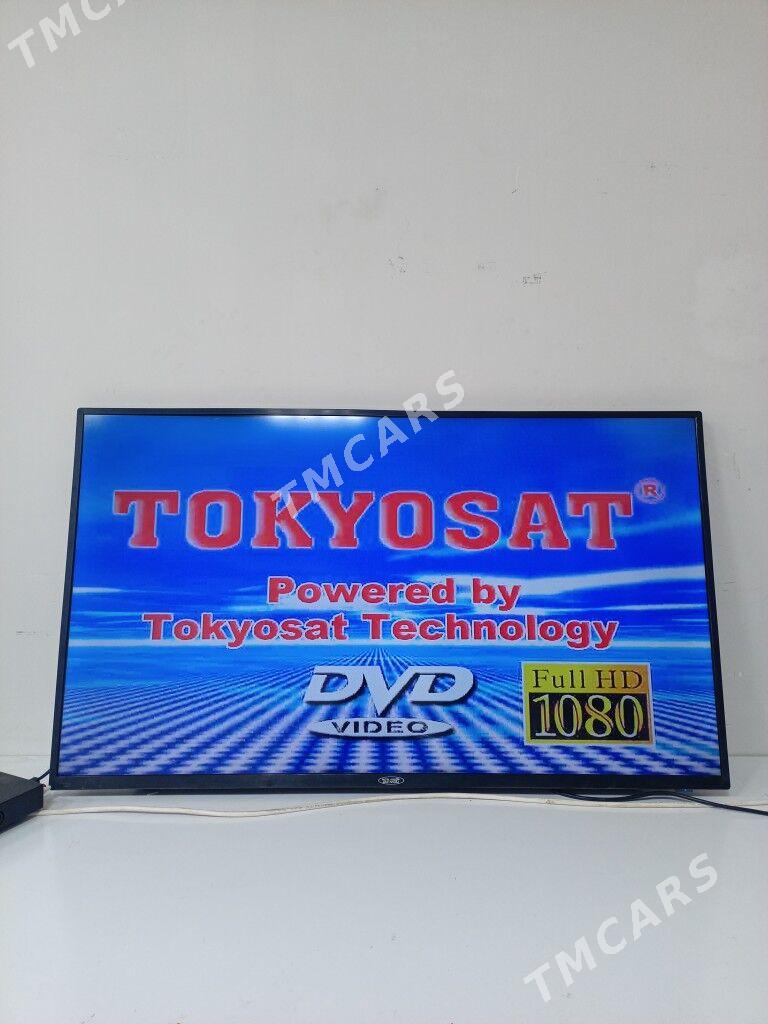 TMCARS
TMCARS
TOKYOSAT®
Powered by
Tokyosat Technology
DVD
VIDEO
Full HD
1080
TMCARS